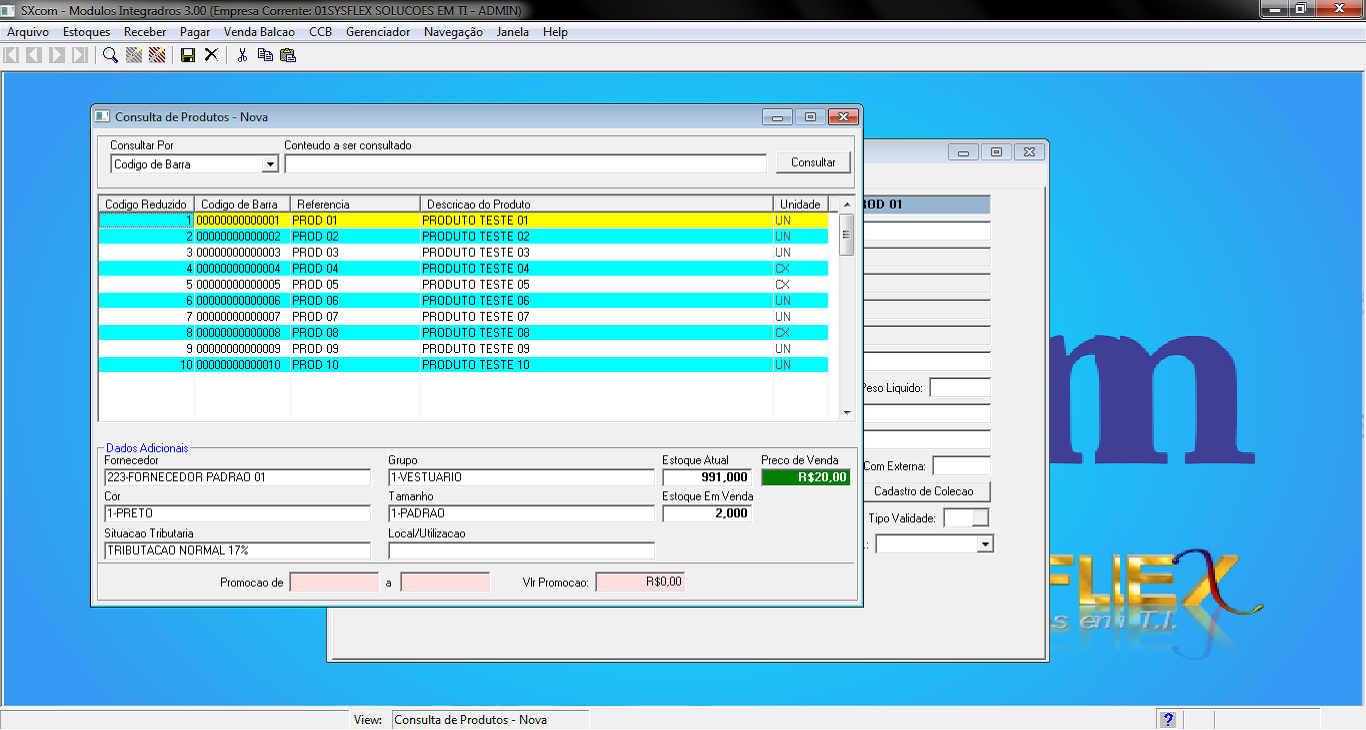 SXcom - Modulos Integradros 3.00 (Empresa Corrente: 01SYSFLEX SOLUCOES EM TI - ADMIN)
Arquivo Estoques Receber Pagar Venda Balcao CCB Gerenciador Navegação Janela Help
Consulta de Produtos - Nova
Consultar Por Conteudo a ser consultado
Codigo de Barra Consultar
Codigo Reduzido Codigo de Barra Referencia Descricao do Produto Unidade
1 00000000000001 PROD 01 PRODUTO TESTE 01 UN
2 00000000000002 PROD 02 PRODUTO TESTE 02 UN
3 00000000000003 PROD 03 PRODUTO TESTE 03 UN
4 00000000000004 PROD 04 PRODUTO TESTE 04 CX
5 00000000000005 PROD 05 PRODUTO TESTE 05 CX
6 00000000000006 PROD 06 PRODUTO TESTE 06 UN
7 00000000000007 PROD 07 PRODUTO TESTE 07 UN
8 00000000000008 PROD 08 PRODUTO TESTE 08 CX
9 00000000000009 PROD 09 PRODUTO TESTE 09 UN
10 00000000000010 PROD 10 PRODUTO TESTE 10 UN
Dados Adicionais
Fornecedor Grupo Estoque Atual Preco de Venda
223-FORNECEDOR PADRAO 01 1-VESTUARIO 991,000 R$20,00
Cor Tamanho Estoque Em Venda
1-PRETO 1-PADRAO 2,000
Situacao Tributaria Local/Utilizacao
TRIBUTACAO NORMAL 17%
Promocao de a Vlr Promocao: R$0,00
ROD 01
Peso Liquido:
Com Externa:
Cadastro de Colecao
Tipo Validade:
m
FLEX
s em T.I.
View: Consulta de Produtos - Nova
?